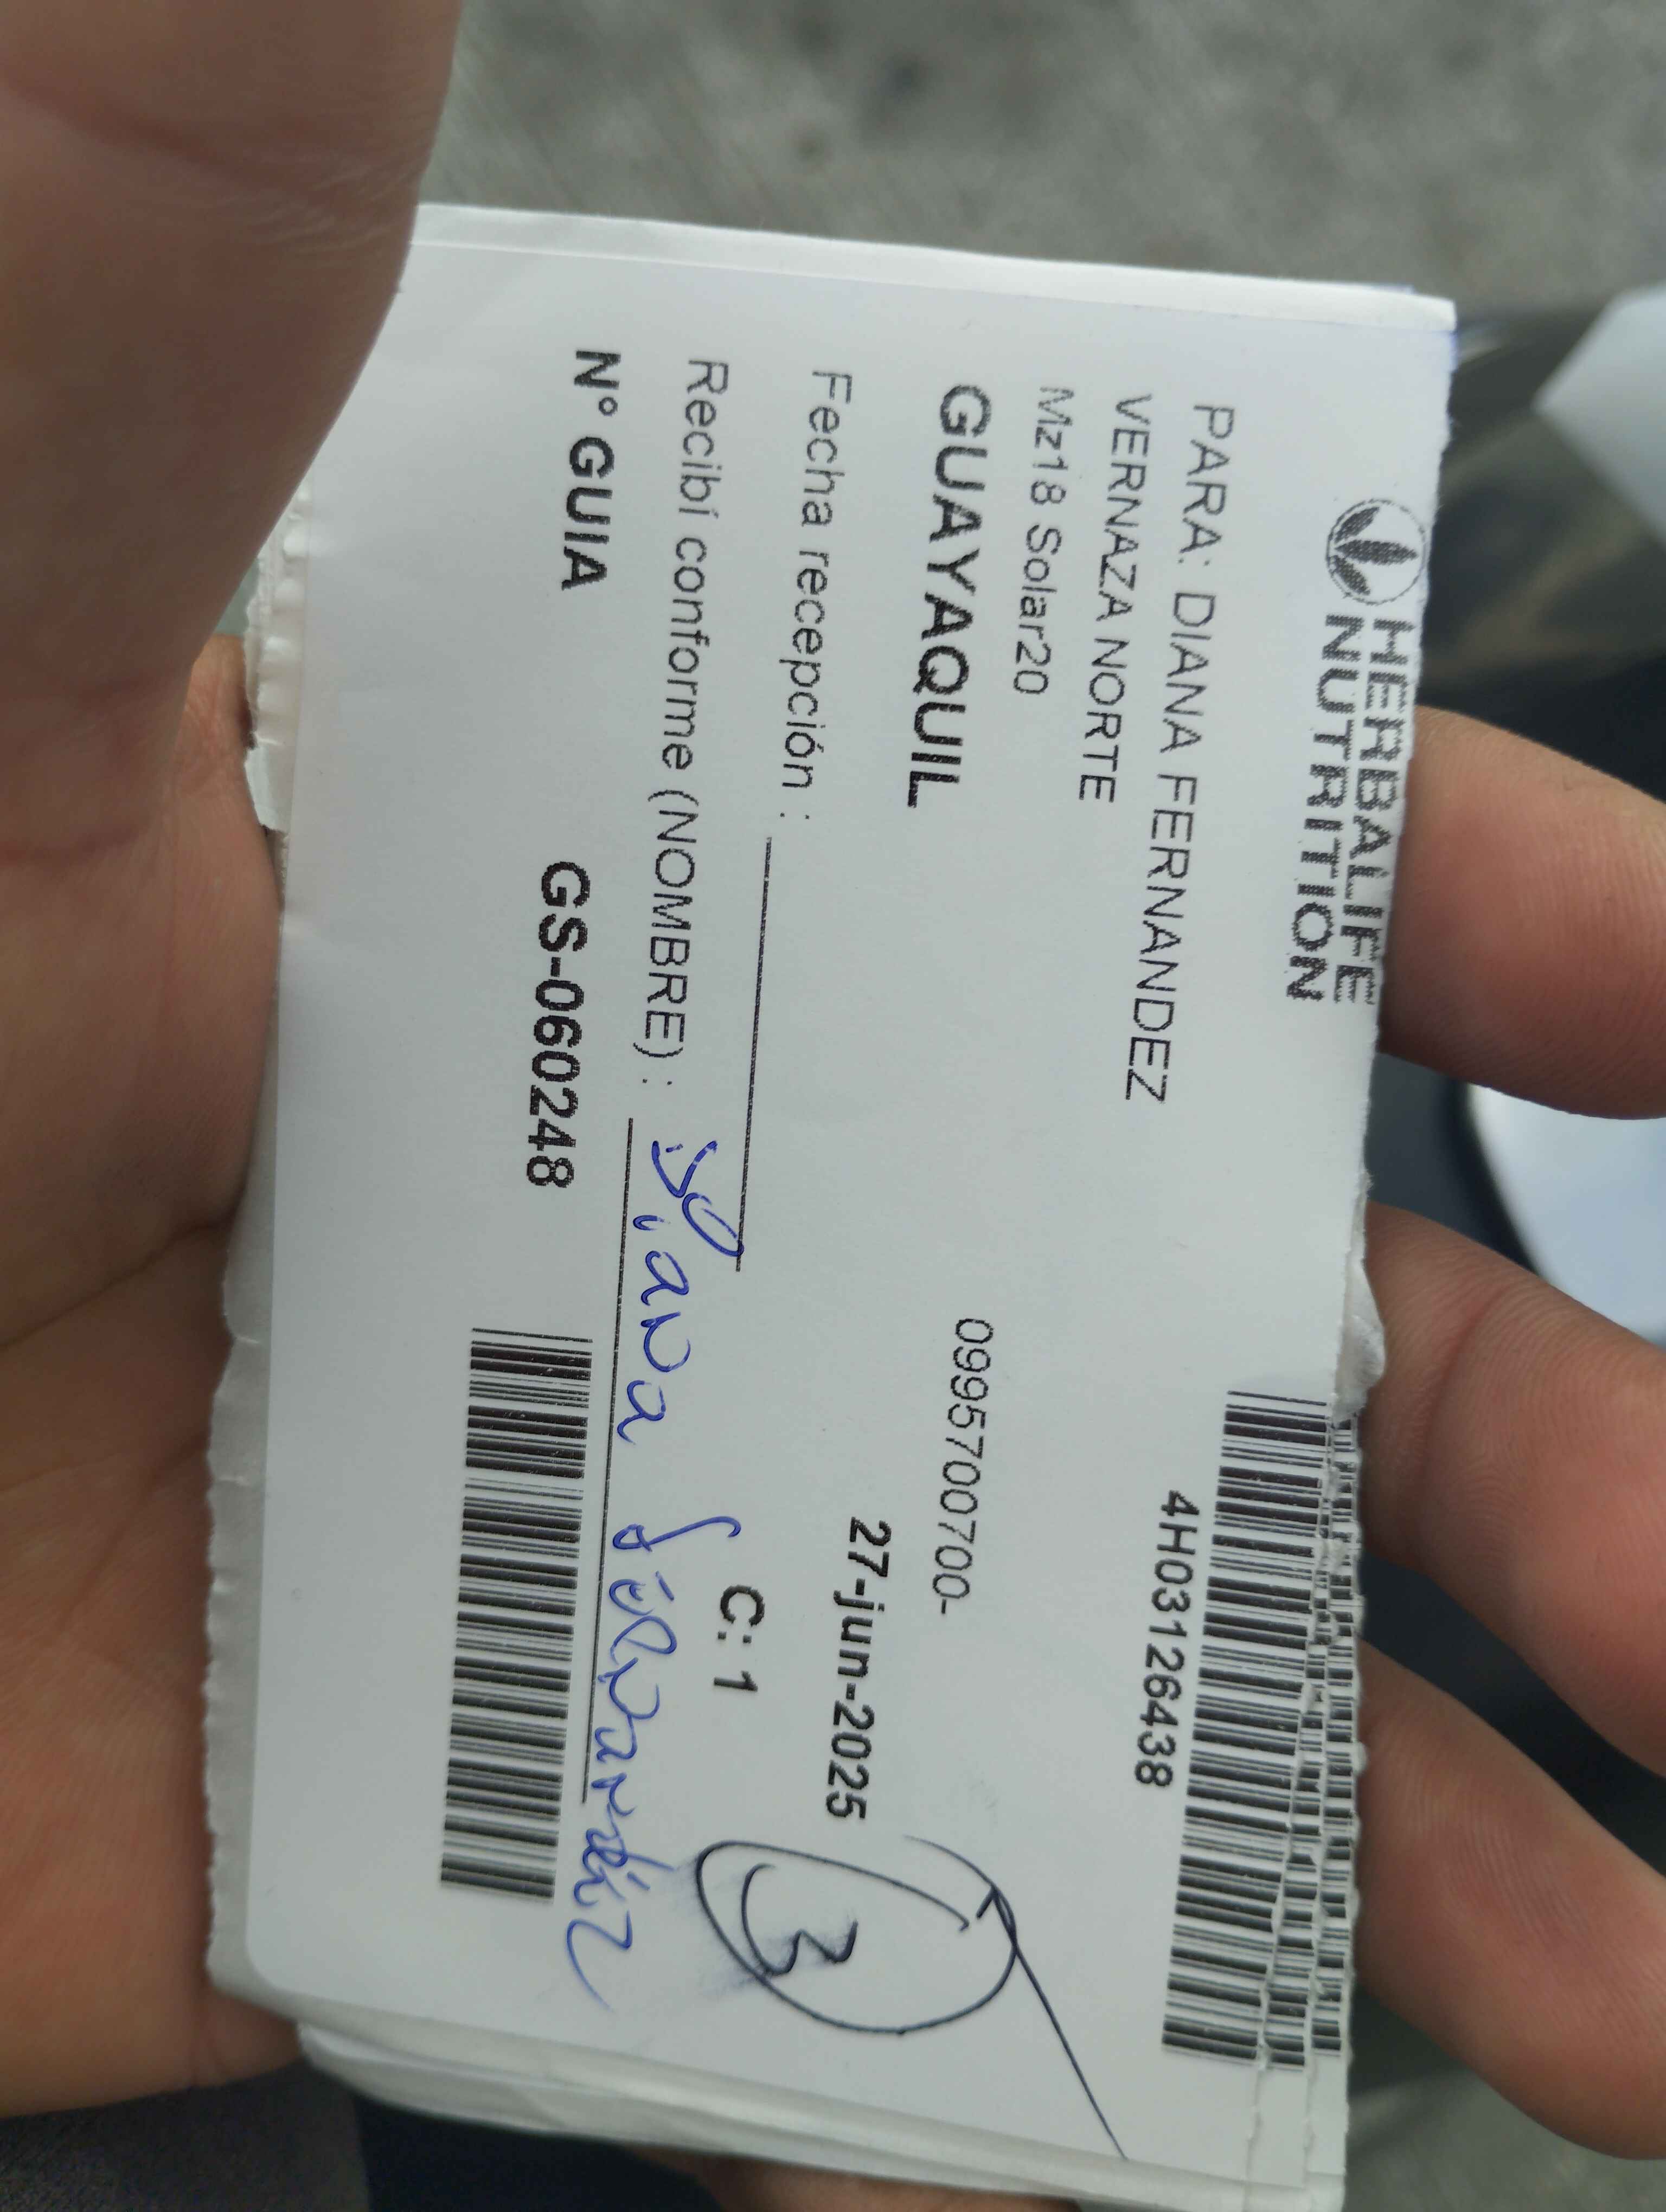 HERBALIFE
NUTRITION
4H03126438
PARA: DIANA FERNANDEZ
VERNAZA NORTE
Mz18 Solar20
GUAYAQUIL
0995700700-
27-jun-2025
Fecha recepción :
C: 1
3
Recibí conforme (NOMBRE) : Diana Fernandez
N° GUIA GS-060248